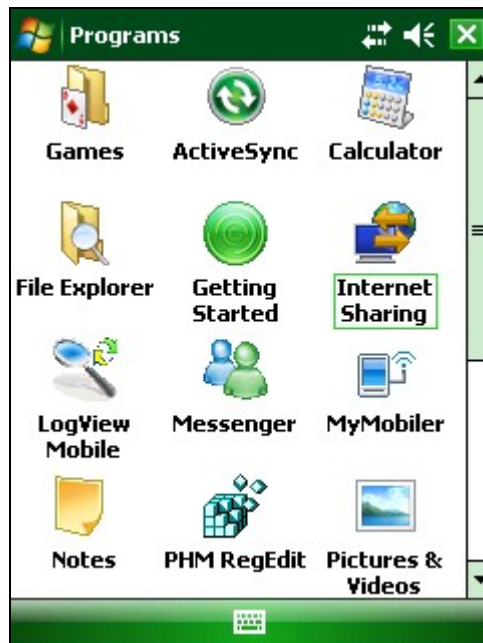 Programs
Games
ActiveSync
Calculator
File Explorer
Getting
Started
Internet
Sharing
LogView
Mobile
Messenger
MyMobiler
Notes
PHM RegEdit
Pictures &
Videos